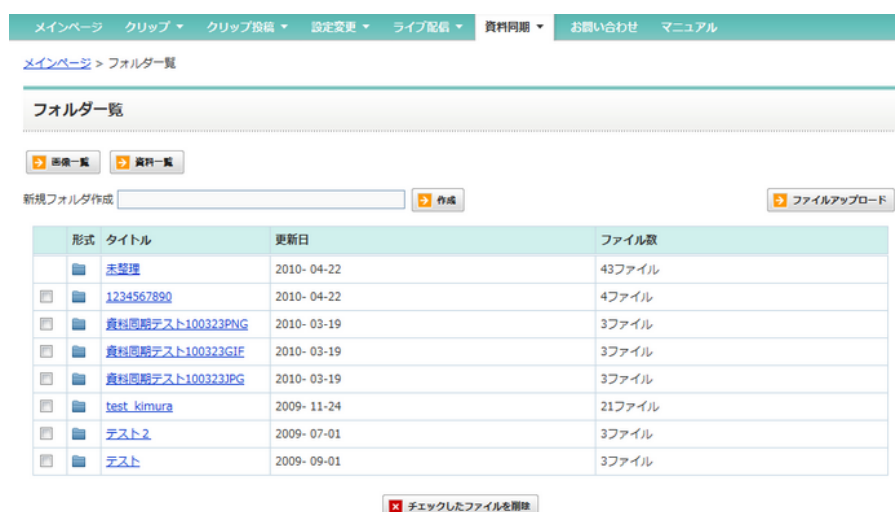 メインページ クリップ ▼ クリップ投稿 ▼ 設定変更 ▼ ライブ配信 ▼ 資料同期 ▼ お問い合わせ マニュアル
メインページ > フォルダ一覧
フォルダ一覧
画像一覧 資料一覧
新規フォルダ作成 作成 ファイルアップロード
形式 タイトル 更新日 ファイル数
未整理 2010- 04-22 43ファイル
1234567890 2010- 04-22 4ファイル
資料同期テスト100323PNG 2010- 03-19 3ファイル
資料同期テスト100323GIF 2010- 03-19 3ファイル
資料同期テスト100323JPG 2010- 03-19 3ファイル
test_kimura 2009- 11-24 21ファイル
テスト2 2009- 07-01 3ファイル
テスト 2009- 09-01 3ファイル
チェックしたファイルを削除